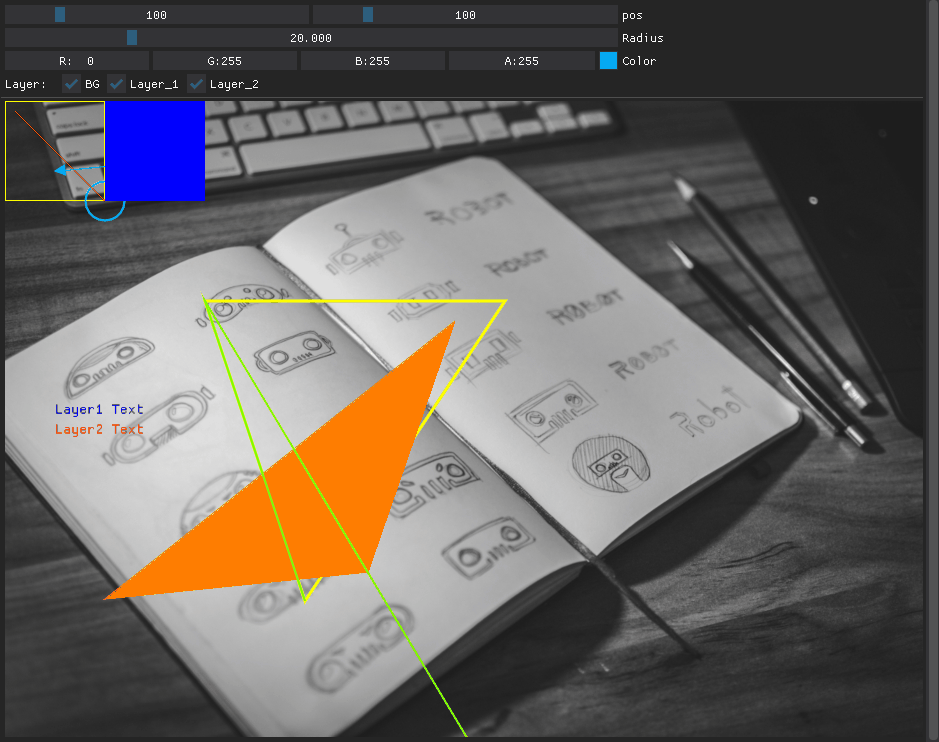 100 100 pos
20.000 Radius
R: 0 G:255 B:255 A:255 Color
Layer: BG Layer_1 Layer_2
ROBOT
ROBOT
ROBOT
ROBOT
Robot
Layer1 Text
Layer2 Text